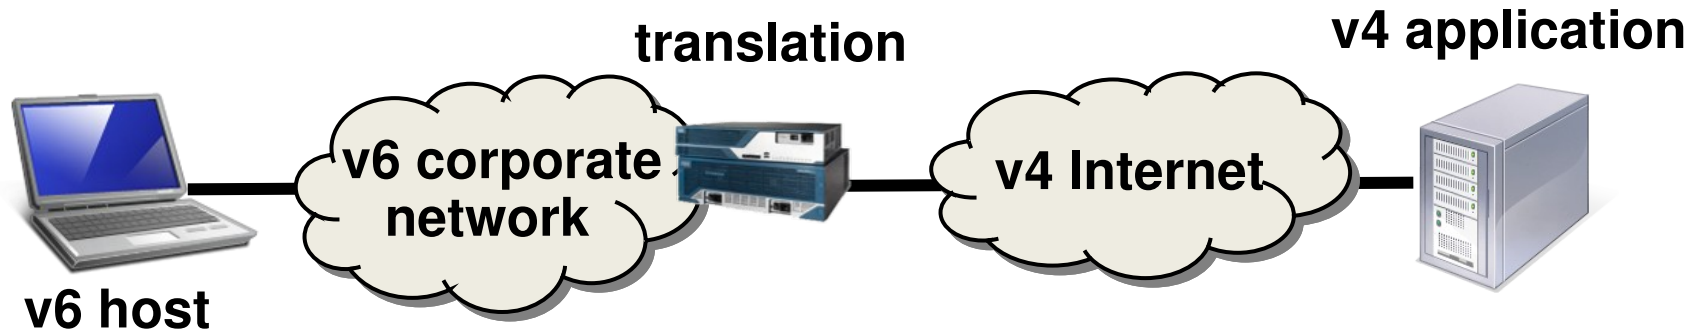 translation
v4 application
v6 corporate
network
v4 Internet
v6 host